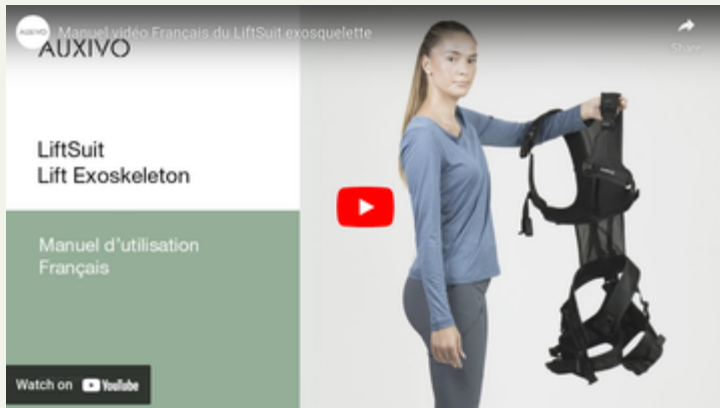 AUXIVO
Manuel vidéo Français du LiftSuit exosquelette
Share
AUXIVO
LiftSuit
Lift Exoskeleton
Manuel d'utilisation
Français
Watch on YouTube